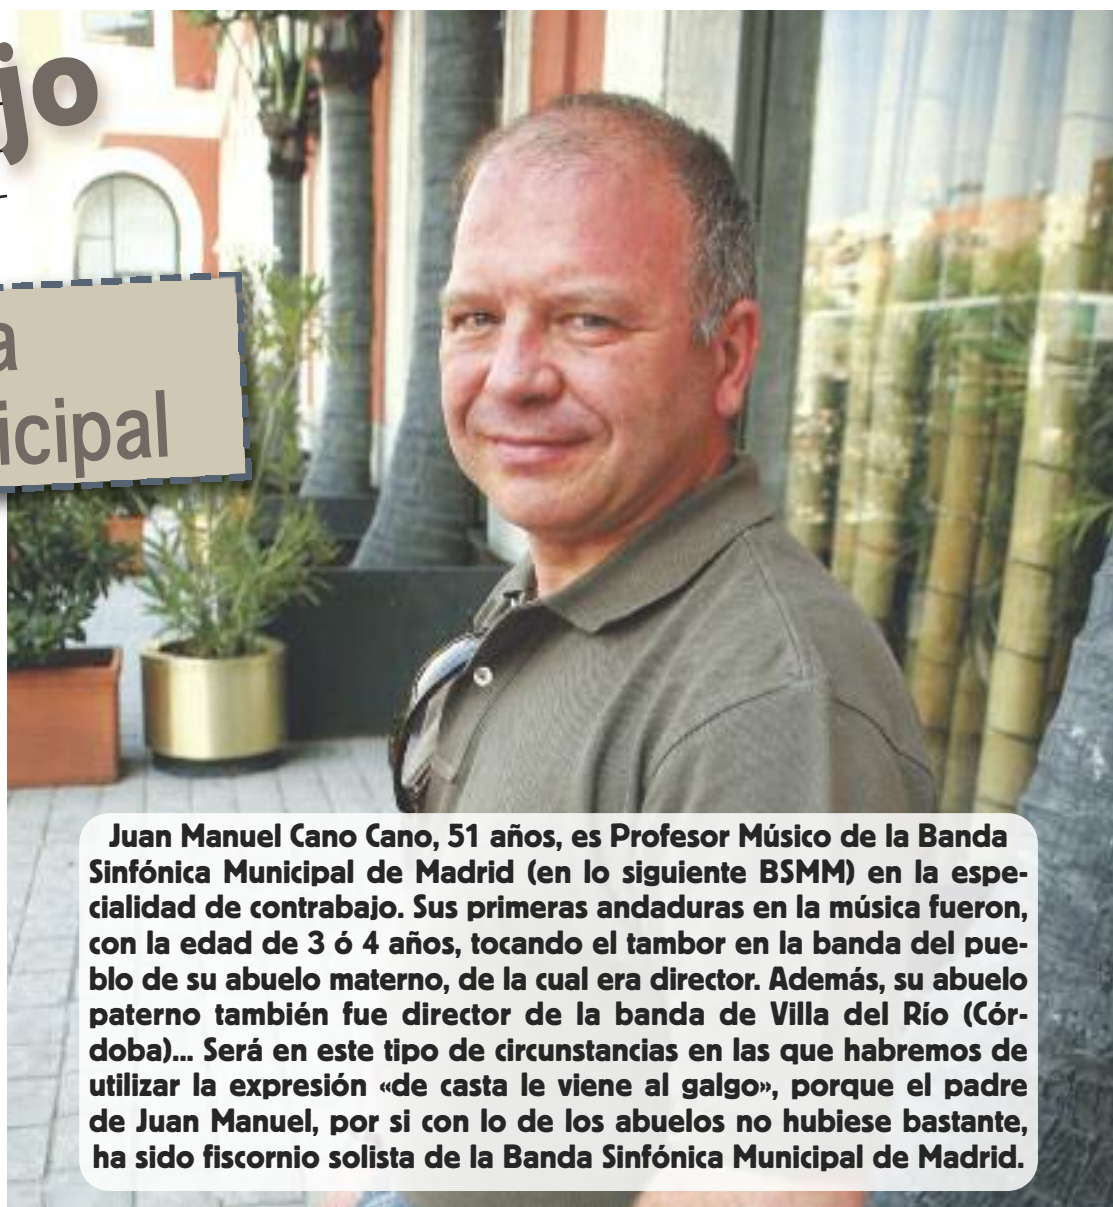 jo
a
icipal
Juan Manuel Cano Cano, 51 años, es Profesor Músico de la Banda
Sinfónica Municipal de Madrid (en lo siguiente BSMM) en la espe-
cialidad de contrabajo. Sus primeras andaduras en la música fueron,
con la edad de 3 ó 4 años, tocando el tambor en la banda del pue-
blo de su abuelo materno, de la cual era director. Además, su abuelo
paterno también fue director de la banda de Villa del Río (Cór-
doba)... Será en este tipo de circunstancias en las que habremos de
utilizar la expresión «de casta le viene al galgo», porque el padre
de Juan Manuel, por si con lo de los abuelos no hubiese bastante,
ha sido fiscornio solista de la Banda Sinfónica Municipal de Madrid.